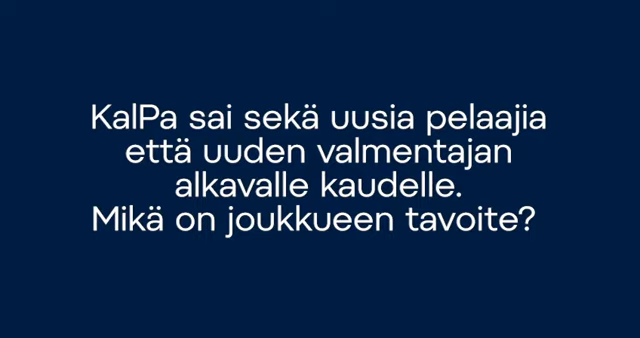 KalPa sai sekä uusia pelaajia
että uuden valmentajan
alkavalle kaudelle.
Mikä on joukkueen tavoite?